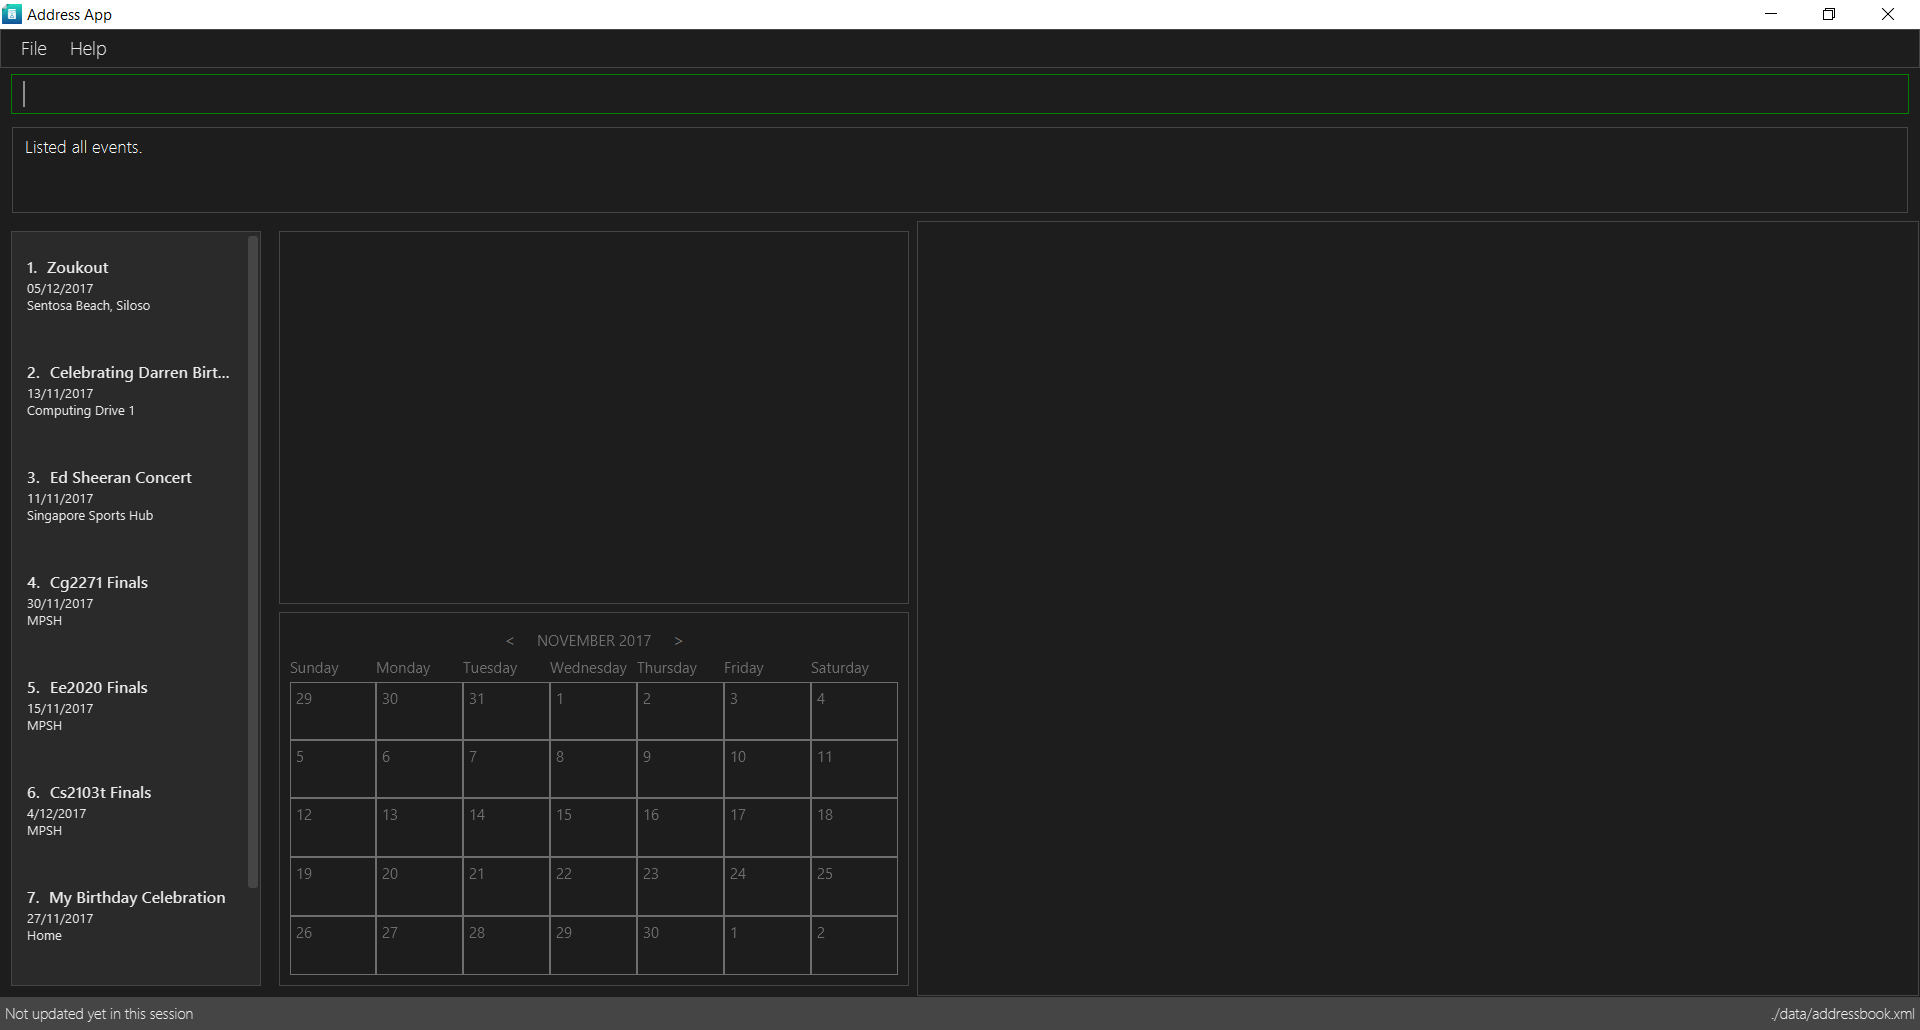 Address App
File Help
Listed all events.
1. Zoukout
05/12/2017
Sentosa Beach, Siloso
2. Celebrating Darren Birt...
13/11/2017
Computing Drive 1
3. Ed Sheeran Concert
11/11/2017
Singapore Sports Hub
4. Cg2271 Finals
30/11/2017
MPSH
5. Ee2020 Finals
15/11/2017
MPSH
6. Cs2103t Finals
4/12/2017
MPSH
7. My Birthday Celebration
27/11/2017
Home
< NOVEMBER 2017 >
Sunday Monday Tuesday Wednesday Thursday Friday Saturday
29 30 31 1 2 3 4
5 6 7 8 9 10 11
12 13 14 15 16 17 18
19 20 21 22 23 24 25
26 27 28 29 30 1 2
Not updated yet in this session
./data/addressbook.xml